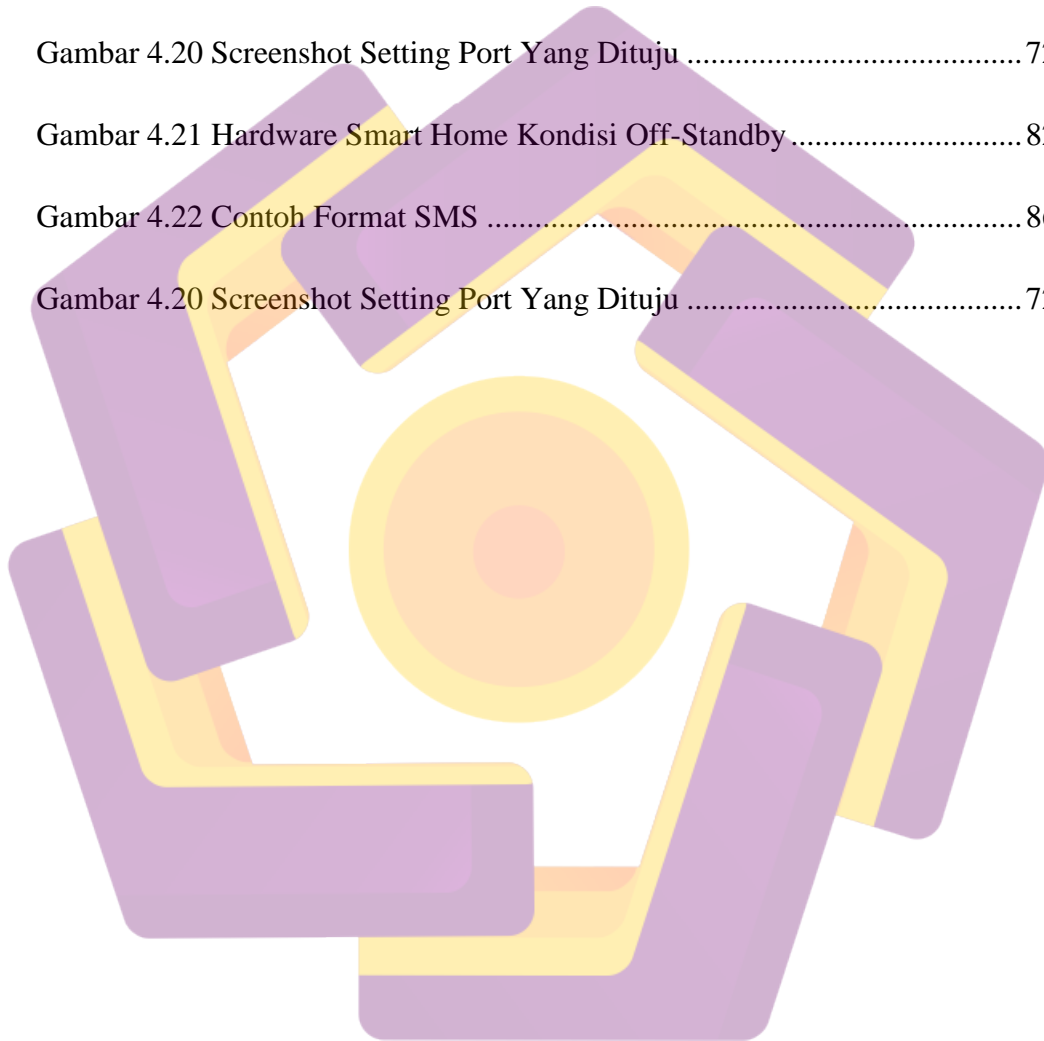 Gambar 4.20 Screenshot Setting Port Yang Dituju .................................... 7
Gambar 4.21 Hardware Smart Home Kondisi Off-Standby .......................... 8
Gambar 4.22 Contoh Format SMS ..................................................... 8
Gambar 4.20 Screenshot Setting Port Yang Dituju .................................... 7